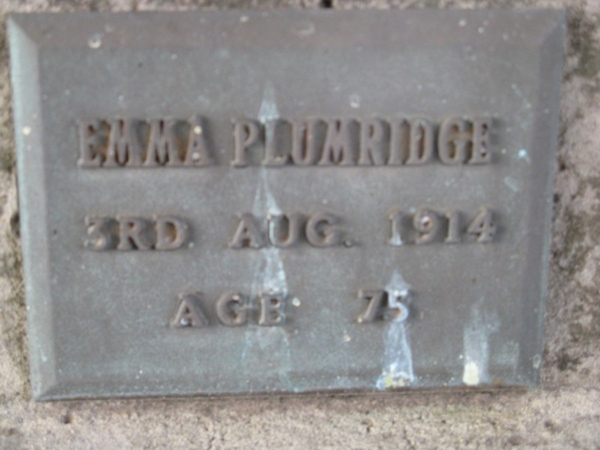 EMMA PLUMRIDGE
3RD AUG. 1914
AGE 75